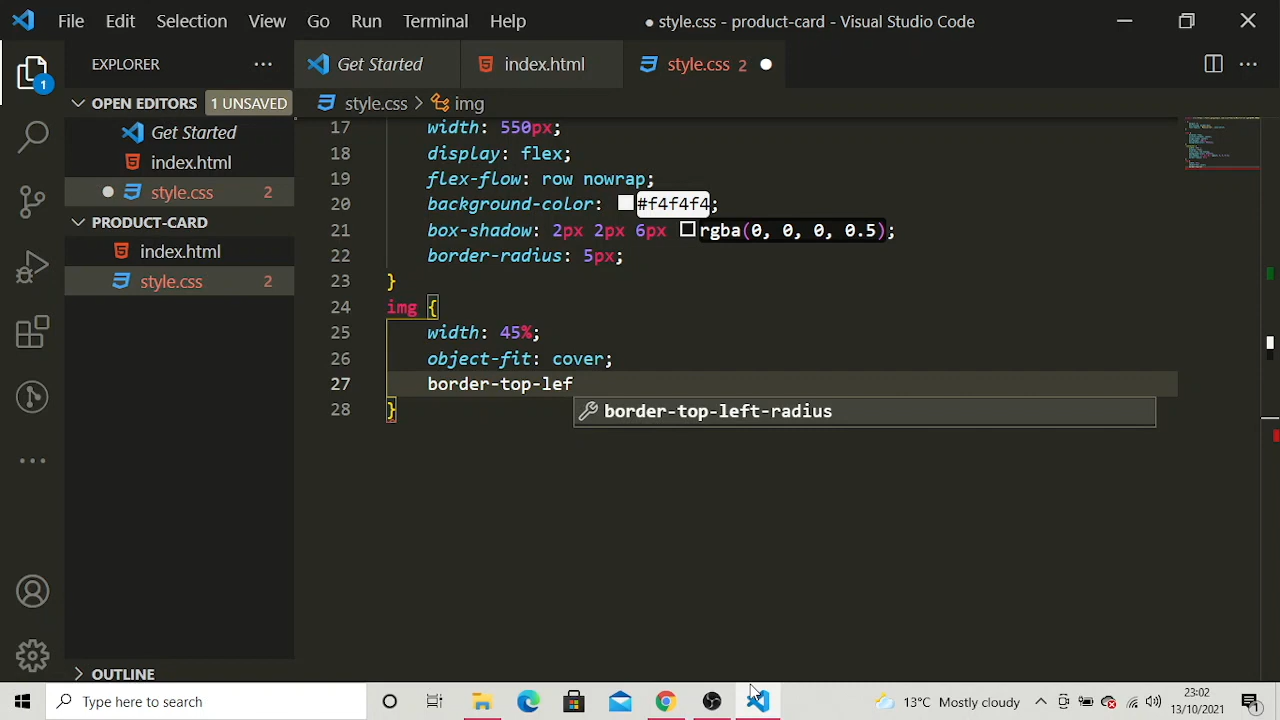 File Edit Selection View Go Run Terminal Help
● style.css - product-card - Visual Studio Code
EXPLORER
1
OPEN EDITORS 1 UNSAVED
Get Started
index.html
style.css 2
PRODUCT-CARD
index.html
style.css 2
OUTLINE
Get Started
index.html
style.css 2
style.css > img
17 width: 550px;
18 display: flex;
19 flex-flow: row nowrap;
20 background-color: #f4f4f4;
21 box-shadow: 2px 2px 6px rgba(0, 0, 0, 0.5);
22 border-radius: 5px;
23 }
24 img {
25 width: 45%;
26 object-fit: cover;
27 border-top-lef
border-top-left-radius
28 }
Type here to search
13°C Mostly cloudy
23:02
13/10/2021
1